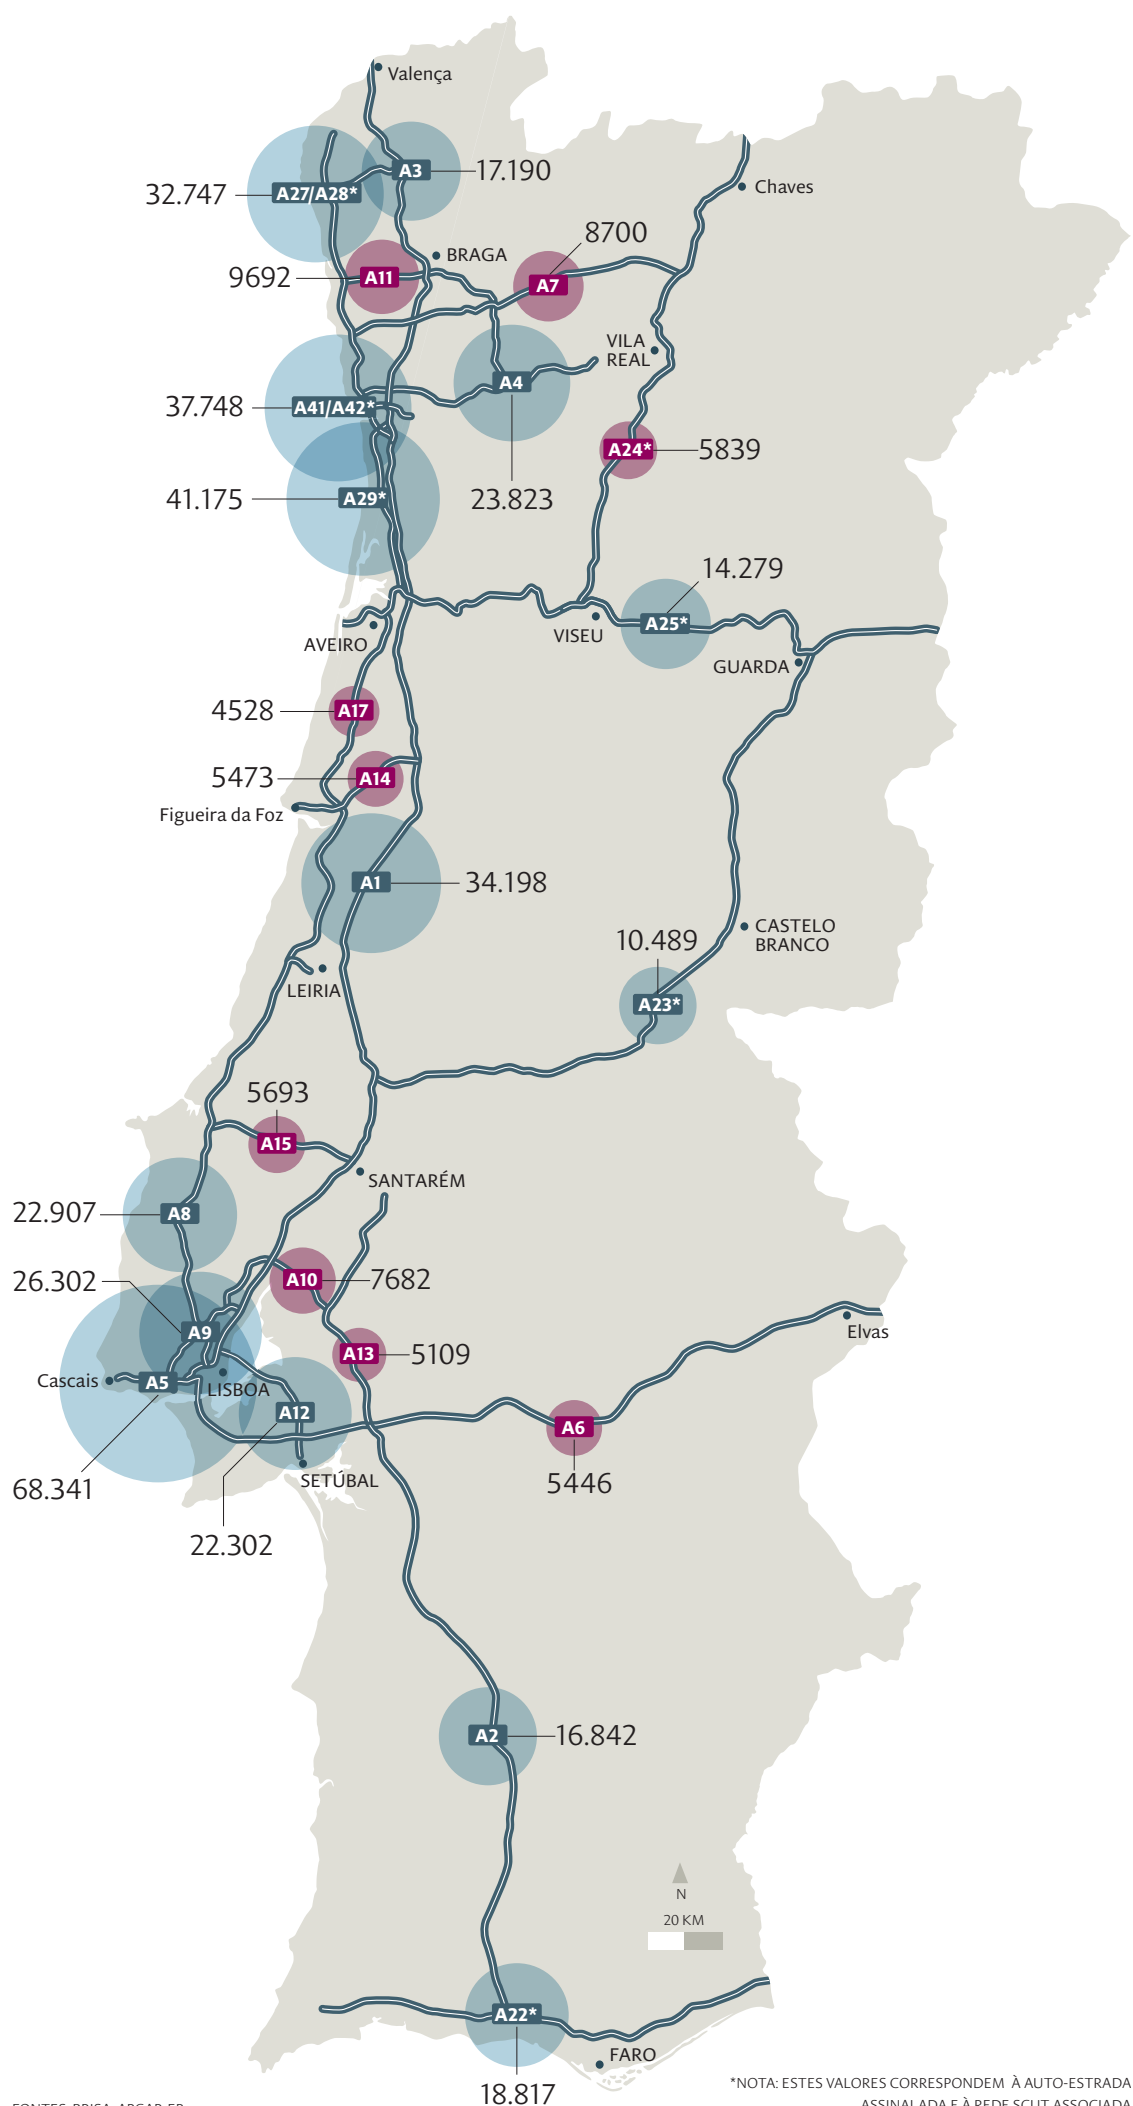 Valença
A3
17.190
32.747
A27/A28*
Chaves
8700
BRAGA
9692
A11
A7
VILA
REAL
A4
37.748
A41/A42*
A24*
5839
41.175
A29*
23.823
14.279
A25*
VISEU
AVEIRO
GUARDA
4528
A17
5473
A14
Figueira da Foz
A1
34.198
CASTELO
BRANCO
10.489
LEIRIA
A23*
5693
A15
SANTARÉM
22.907
A8
26.302
A10
7682
A9
Elvas
A13
5109
Cascais
A5
LISBOA
A12
A6
68.341
SETÚBAL
5446
22.302
A2
16.842
N
20 KM
A22*
FARO
18.817
*NOTA: ESTES VALORES CORRESPONDEM À AUTO-ESTRADA
ASSINALADA E À REDE SCUT ASSOCIADA